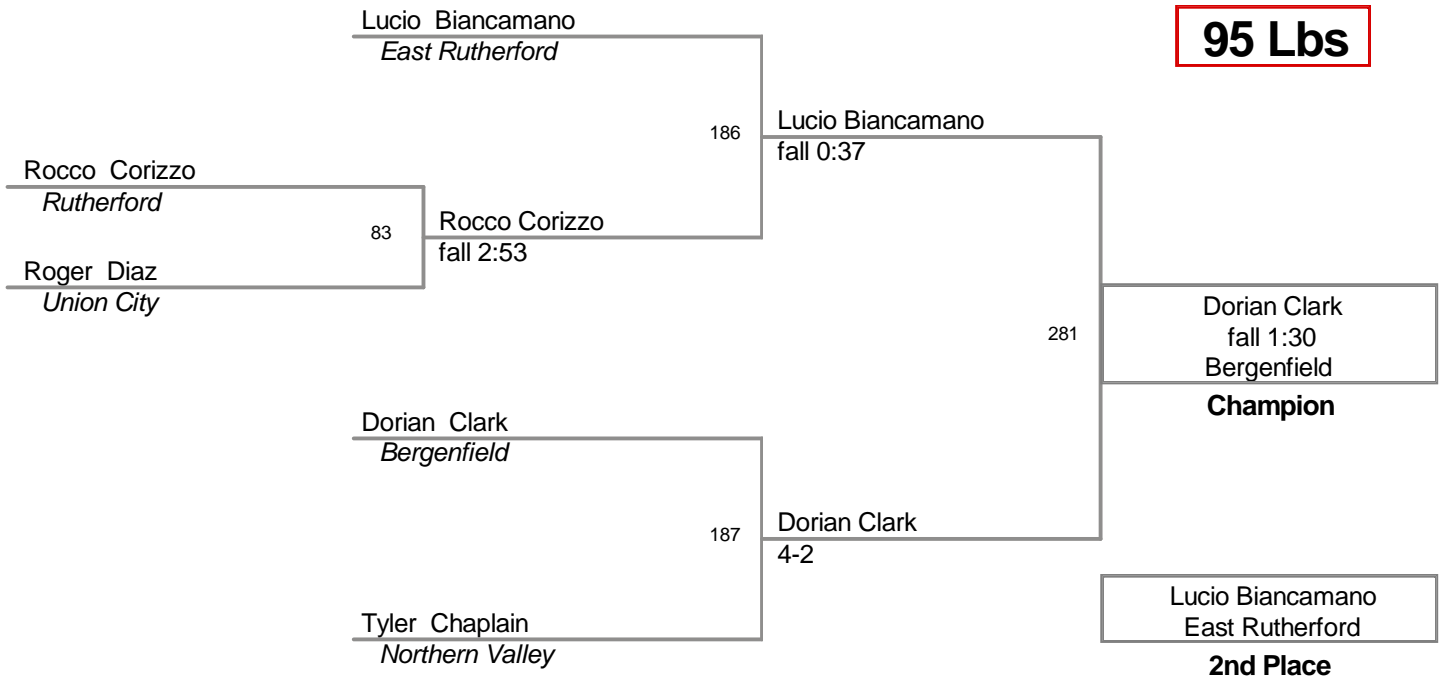 95 Lbs
Lucio Biancamano
East Rutherford
186
Lucio Biancamano
fall 0:37
Rocco Corizzo
Rutherford
83
Rocco Corizzo
fall 2:53
Roger Diaz
Union City
281
Dorian Clark
fall 1:30
Bergenfield
Champion
Dorian Clark
Bergenfield
187
Dorian Clark
4-2
Tyler Chaplain
Northern Valley
Lucio Biancamano
East Rutherford
2nd Place